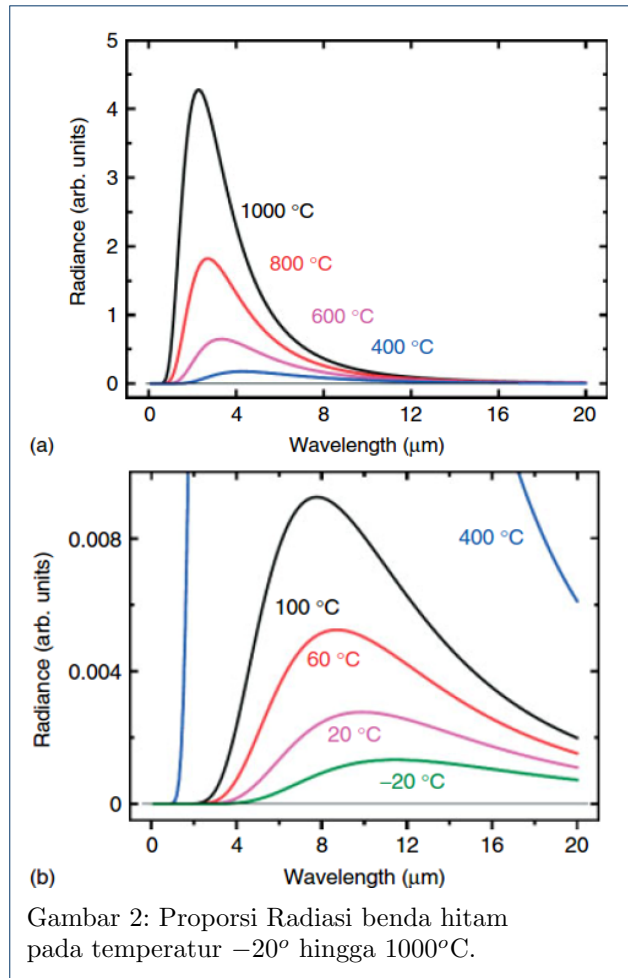 5
4
3
2
1
0
Radiance (arb. units)
1000 °C
800 °C
600 °C
400 °C
0 4 8 12 16 20
(a) Wavelength (μm)
0.008
0.004
0
Radiance (arb. units)
400 °C
100 °C
60 °C
20 °C
−20 °C
0 4 8 12 16 20
(b) Wavelength (μm)
Gambar 2: Proporsi Radiasi benda hitam
pada temperatur −20° hingga 1000°C.